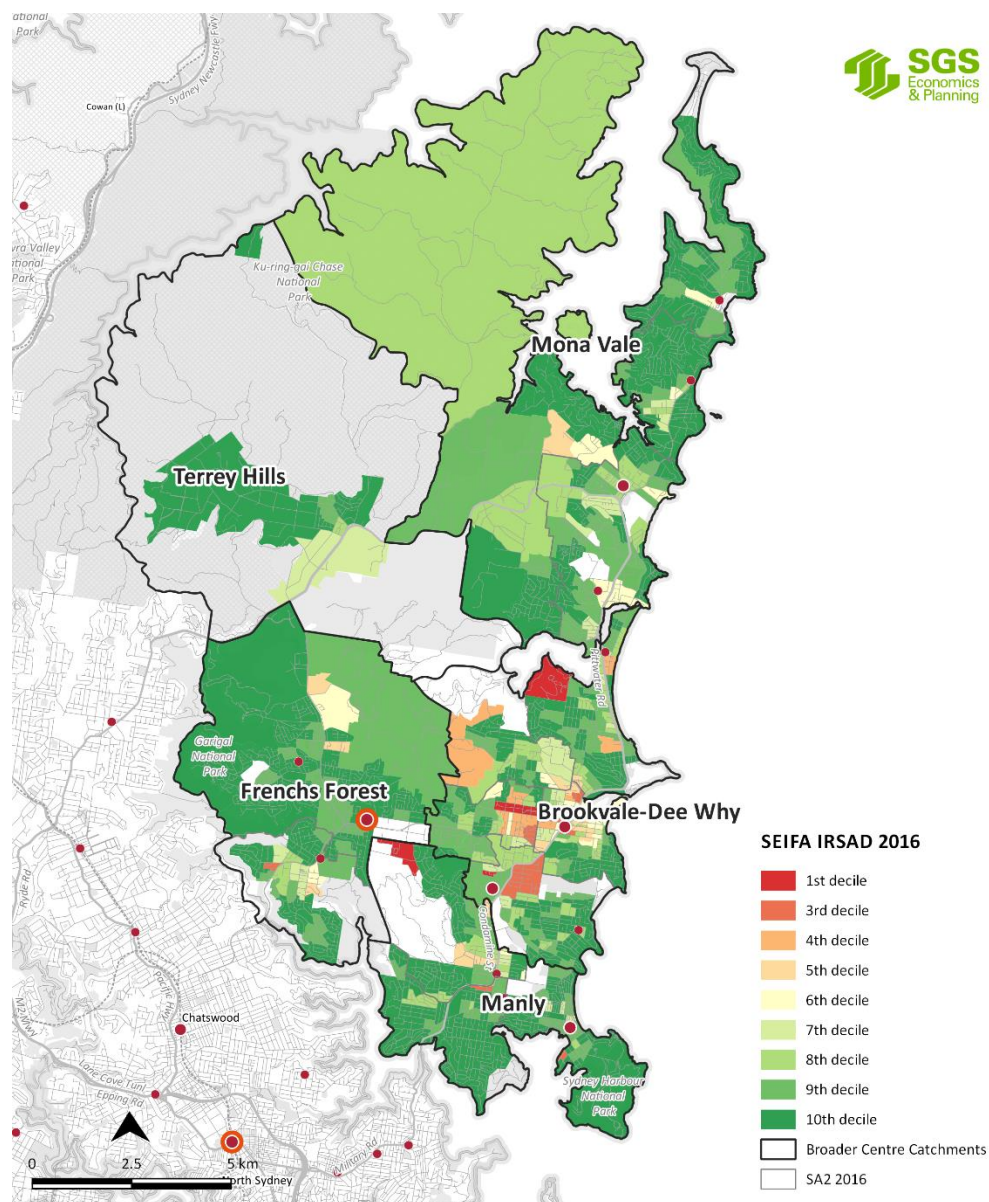 ational
Park
Cowan (L)
Sydney Newcastle Fwy
SGS
Economics
& Planning
Ku-ring-gai Chase
National
Park
Mona Vale
Terrey Hills
Pittwater Rd
Garigal
National
Park
Frenchs Forest
Brookvale-Dee Why
Ryde Rd
Pacific Hwy
Condamine St
Manly
M2 Mwy
Chatswood
Lane Cove Tunl
Epping Rd
Sydney Harbour
National
Park
Military Rd
North Sydney
0 2.5 5 km
SEIFA IRSAD 2016
1st decile
3rd decile
4th decile
5th decile
6th decile
7th decile
8th decile
9th decile
10th decile
Broader Centre Catchments
SA2 2016